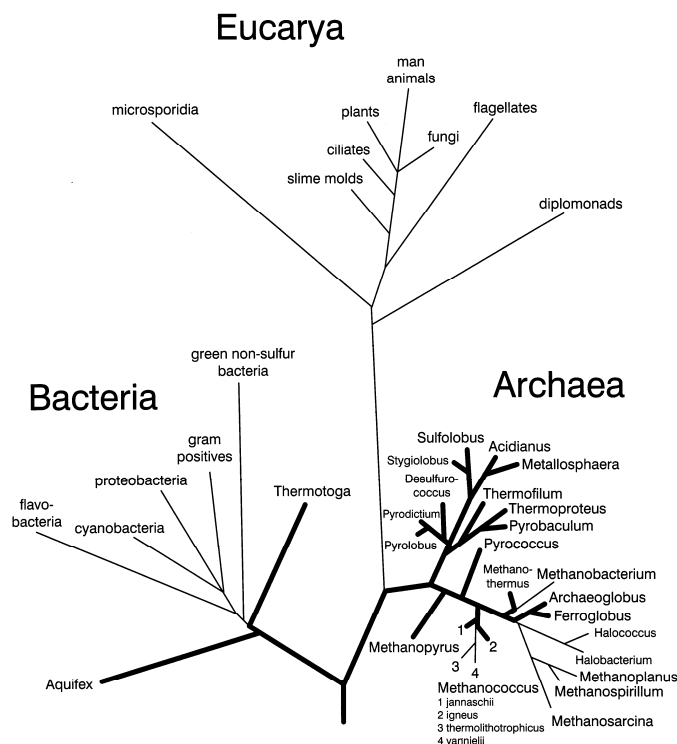 Eucarya
man
animals
microsporidia
plants
flagellates
fungi
ciliates
slime molds
diplomonads
green non-sulfur
bacteria
Bacteria
Archaea
gram
positives
proteobacteria
flavo-
bacteria
cyanobacteria
Thermotoga
Aquifex
Sulfolobus
Acidianus
Stygiolobus
Metallosphaera
Desulfuro-
coccus
Thermofilum
Thermoproteus
Pyrodictium
Pyrobaculum
Pyrolobus
Pyrococcus
Methano-
thermus
Methanobacterium
Archaeoglobus
Ferroglobus
Halococcus
Methanopyrus
1
2
3
4
Halobacterium
Methanoplanus
Methanospirillum
Methanosarcina
Methanococcus
1 jannaschii
2 igneus
3 thermolithotrophicus
4 vannielii